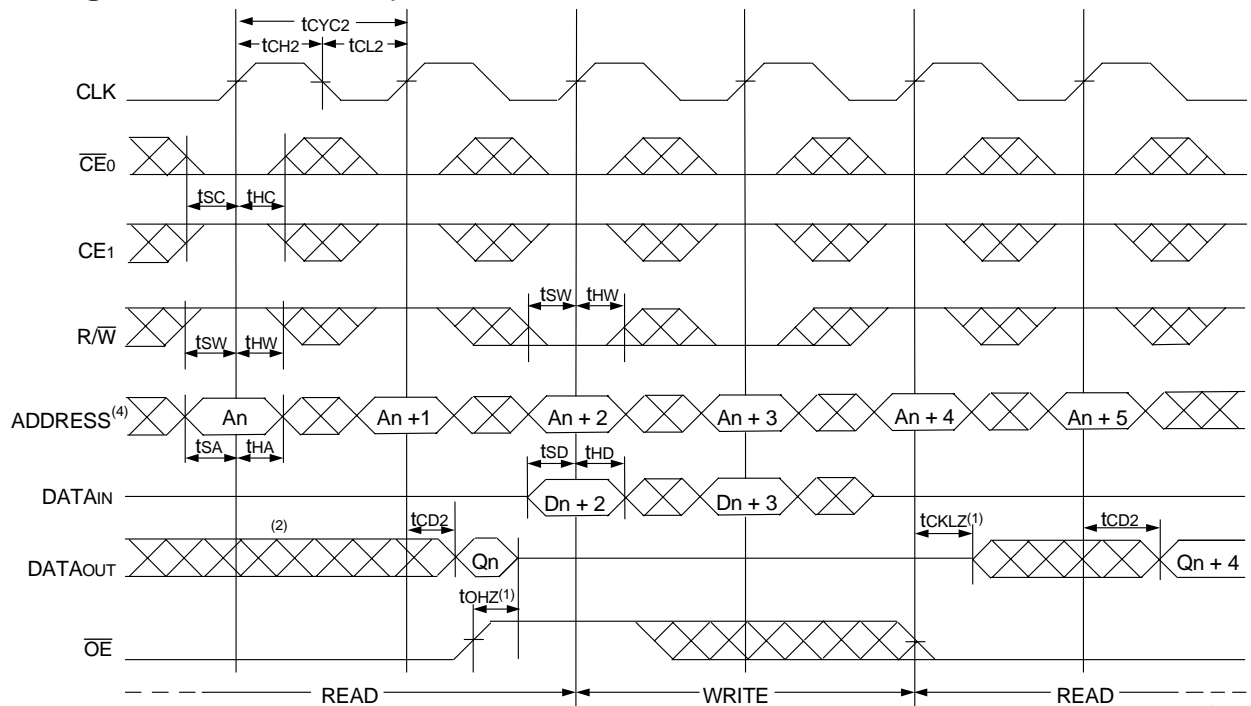 tCYC2
tCH2 tCL2
CLK
CE0
tSC tHC
CE1
tSW tHW
R/W
tSW tHW
ADDRESS(4) An An +1 An + 2 An + 3 An + 4 An + 5
tSA tHA tSD tHD
DATAIN Dn + 2 Dn + 3
(2) tCD2 tCKLZ(1) tCD2
DATAOUT Qn Qn + 4
tOHZ(1)
OE
READ WRITE READ